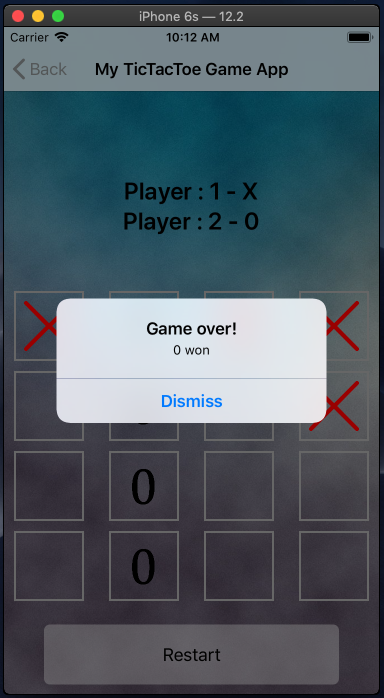 iPhone 6s — 12.2
Carrier 10:12 AM
Back My TicTacToe Game App
Player : 1 - X
Player : 2 - 0
Game over!
0 won
Dismiss
0
0
Restart